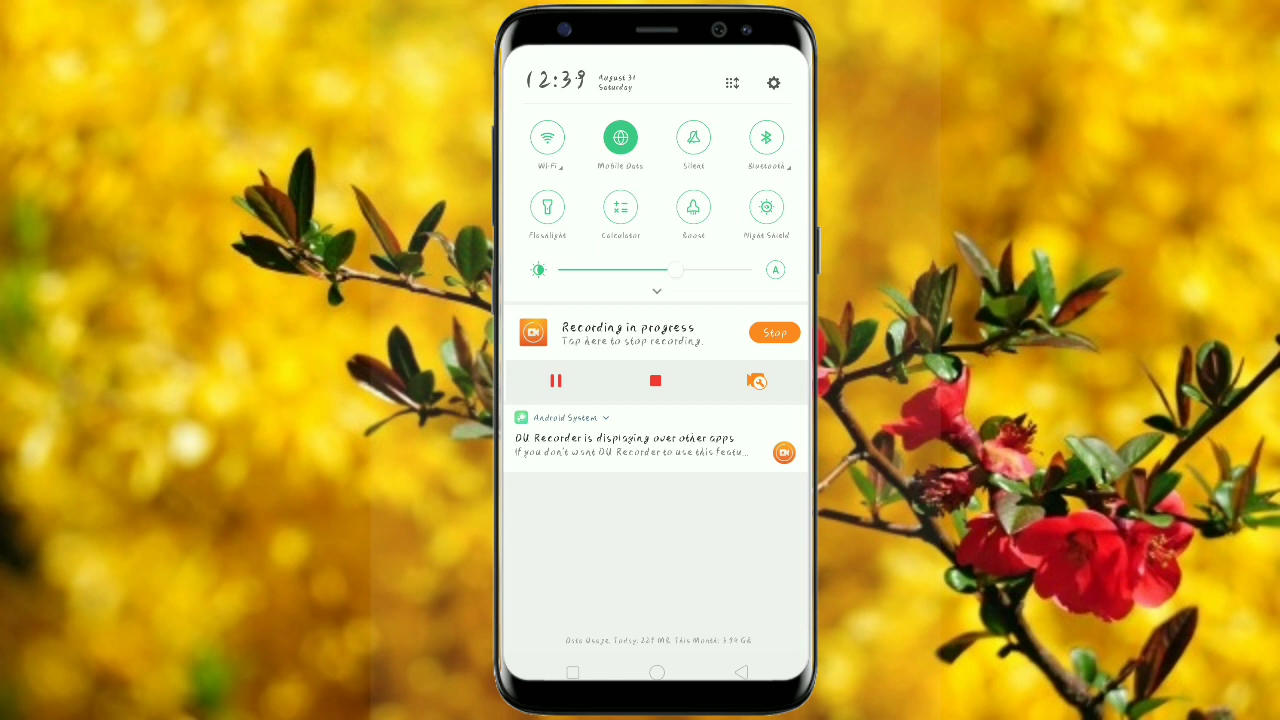 12:39
August 31
Saturday
Wi-Fi
Mobile Data
Silent
Bluetooth
Flashlight
Calculator
Boost
Night Shield
A
Recording in progress
Tap here to stop recording.
Stop
Android System
DU Recorder is displaying over other apps
If you don't want DU Recorder to use this featu...
Data Usage: Today: 229 MB, This Month: 3.94 GB